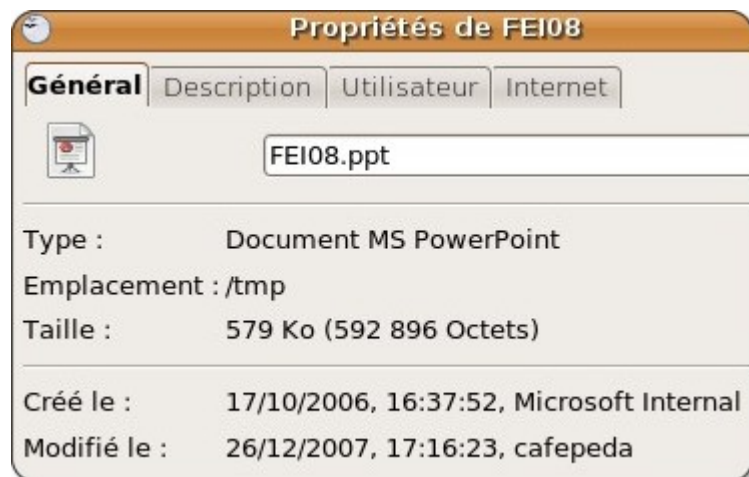 Propriétés de FEI08
Général Description Utilisateur Internet
FEI08.ppt
Type : Document MS PowerPoint
Emplacement : /tmp
Taille : 579 Ko (592 896 Octets)
Créé le : 17/10/2006, 16:37:52, Microsoft Internal
Modifié le : 26/12/2007, 17:16:23, cafepeda